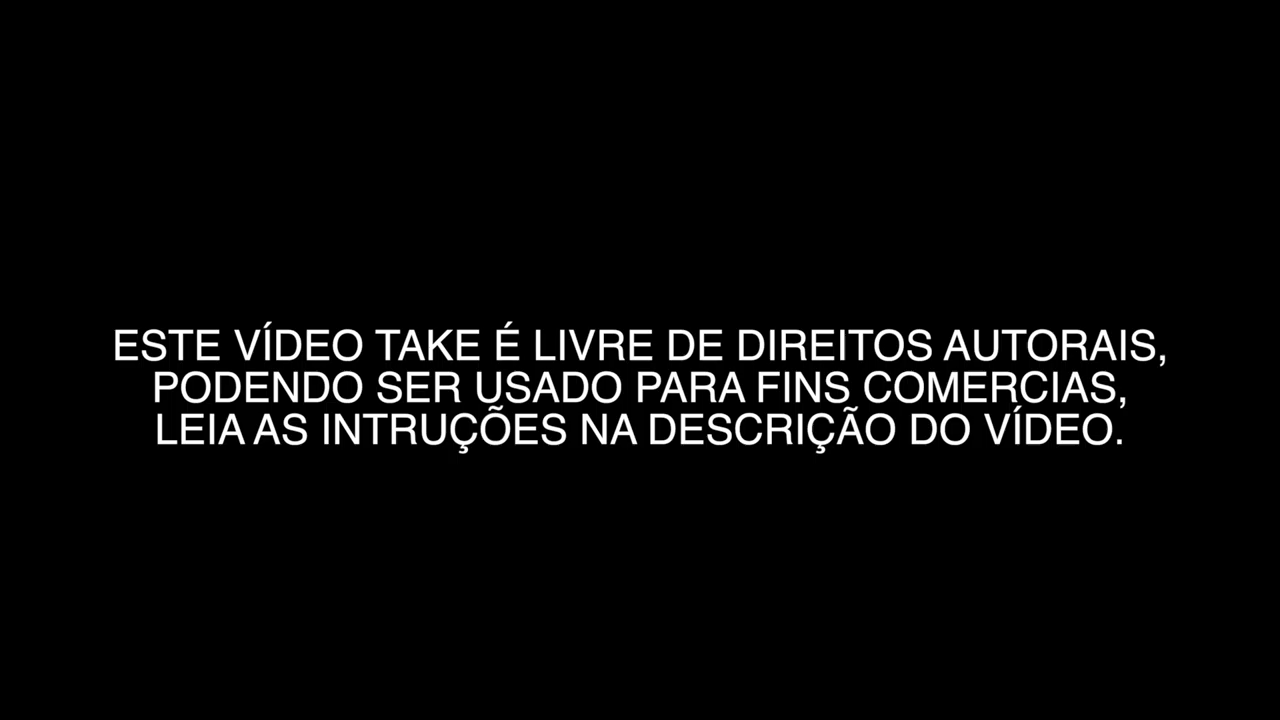 ESTE VÍDEO TAKE É LIVRE DE DIREITOS AUTORAIS,
PODENDO SER USADO PARA FINS COMERCIAS,
LEIA AS INTRUÇÕES NA DESCRIÇÃO DO VÍDEO.